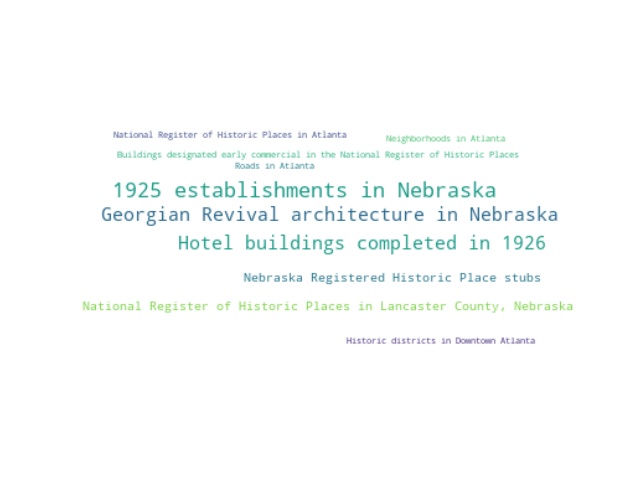 National Register of Historic Places in Atlanta
Neighborhoods in Atlanta
Buildings designated early commercial in the National Register of Historic Places
Roads in Atlanta
1925 establishments in Nebraska
Georgian Revival architecture in Nebraska
Hotel buildings completed in 1926
Nebraska Registered Historic Place stubs
National Register of Historic Places in Lancaster County, Nebraska
Historic districts in Downtown Atlanta